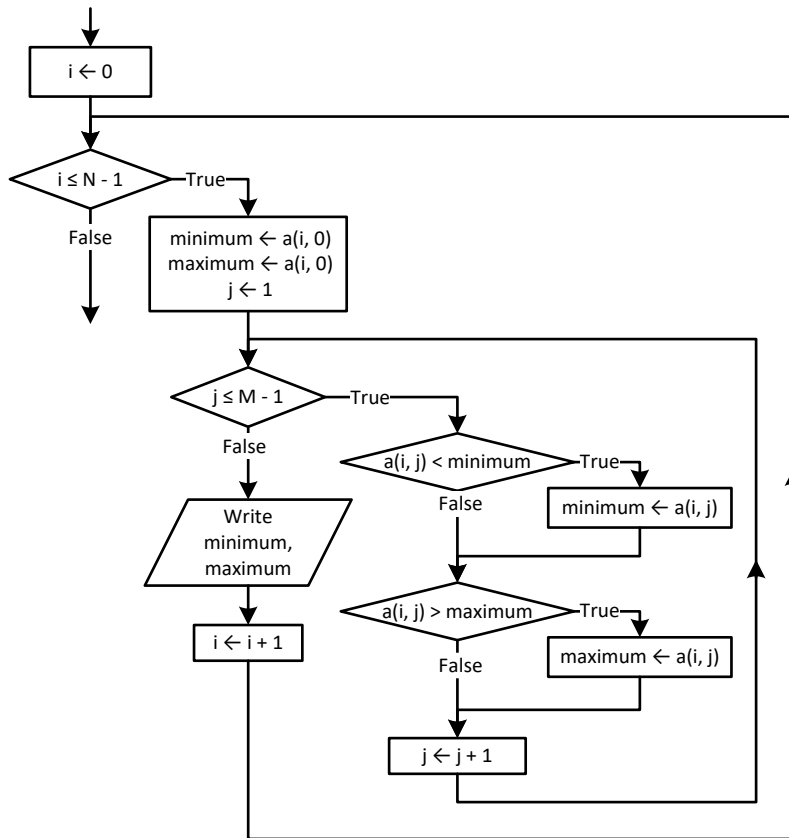 i ← 0
i ≤ N - 1
True
False
minimum ← a(i, 0)
maximum ← a(i, 0)
j ← 1
j ≤ M - 1
True
False
a(i, j) < minimum
True
False
minimum ← a(i, j)
Write
minimum,
maximum
a(i, j) > maximum
True
False
i ← i + 1
maximum ← a(i, j)
j ← j + 1